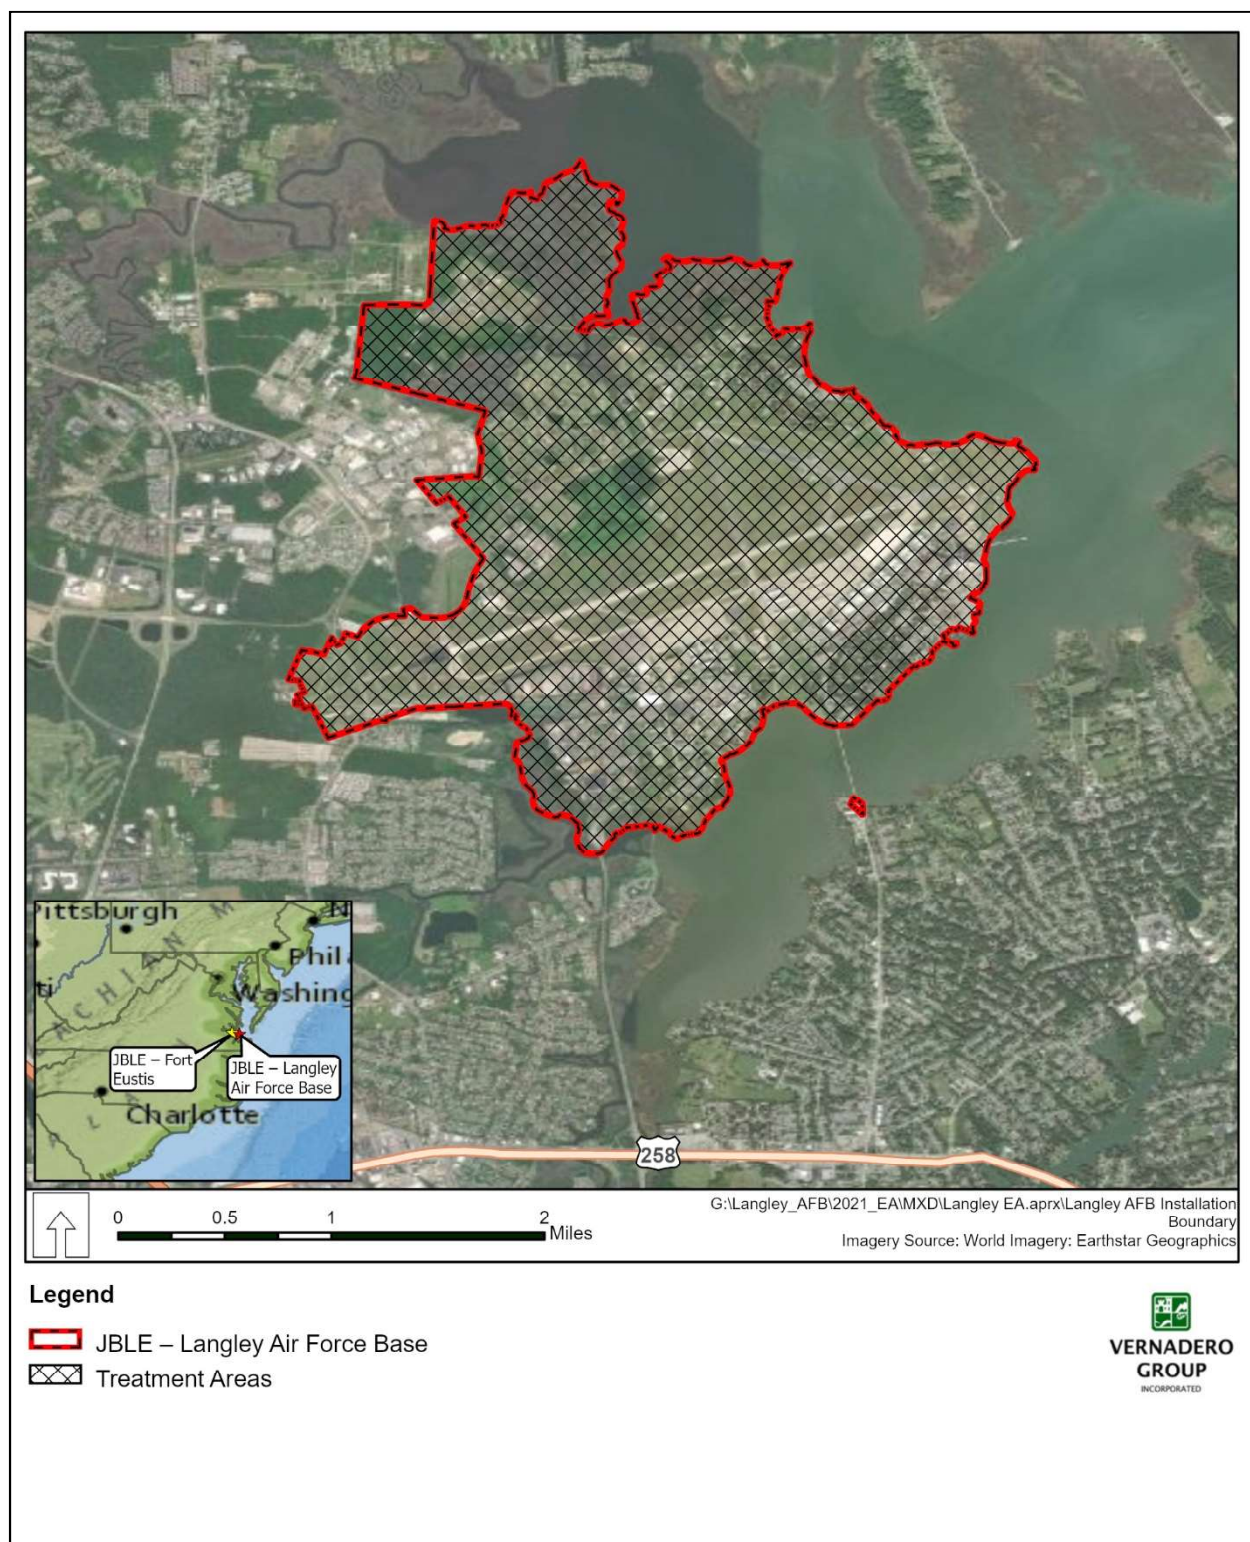 258
Pittsburgh
Phil
Washing
JBLE – Fort
Eustis
JBLE – Langley
Air Force Base
Charlotte
0 0.5 1 2
Miles
G:\Langley_AFB\2021_EA\MXD\Langley EA.aprx\Langley AFB Installation
Boundary
Imagery Source: World Imagery: Earthstar Geographics
Legend
JBLE – Langley Air Force Base
Treatment Areas
VERNADERO
GROUP
INCORPORATED